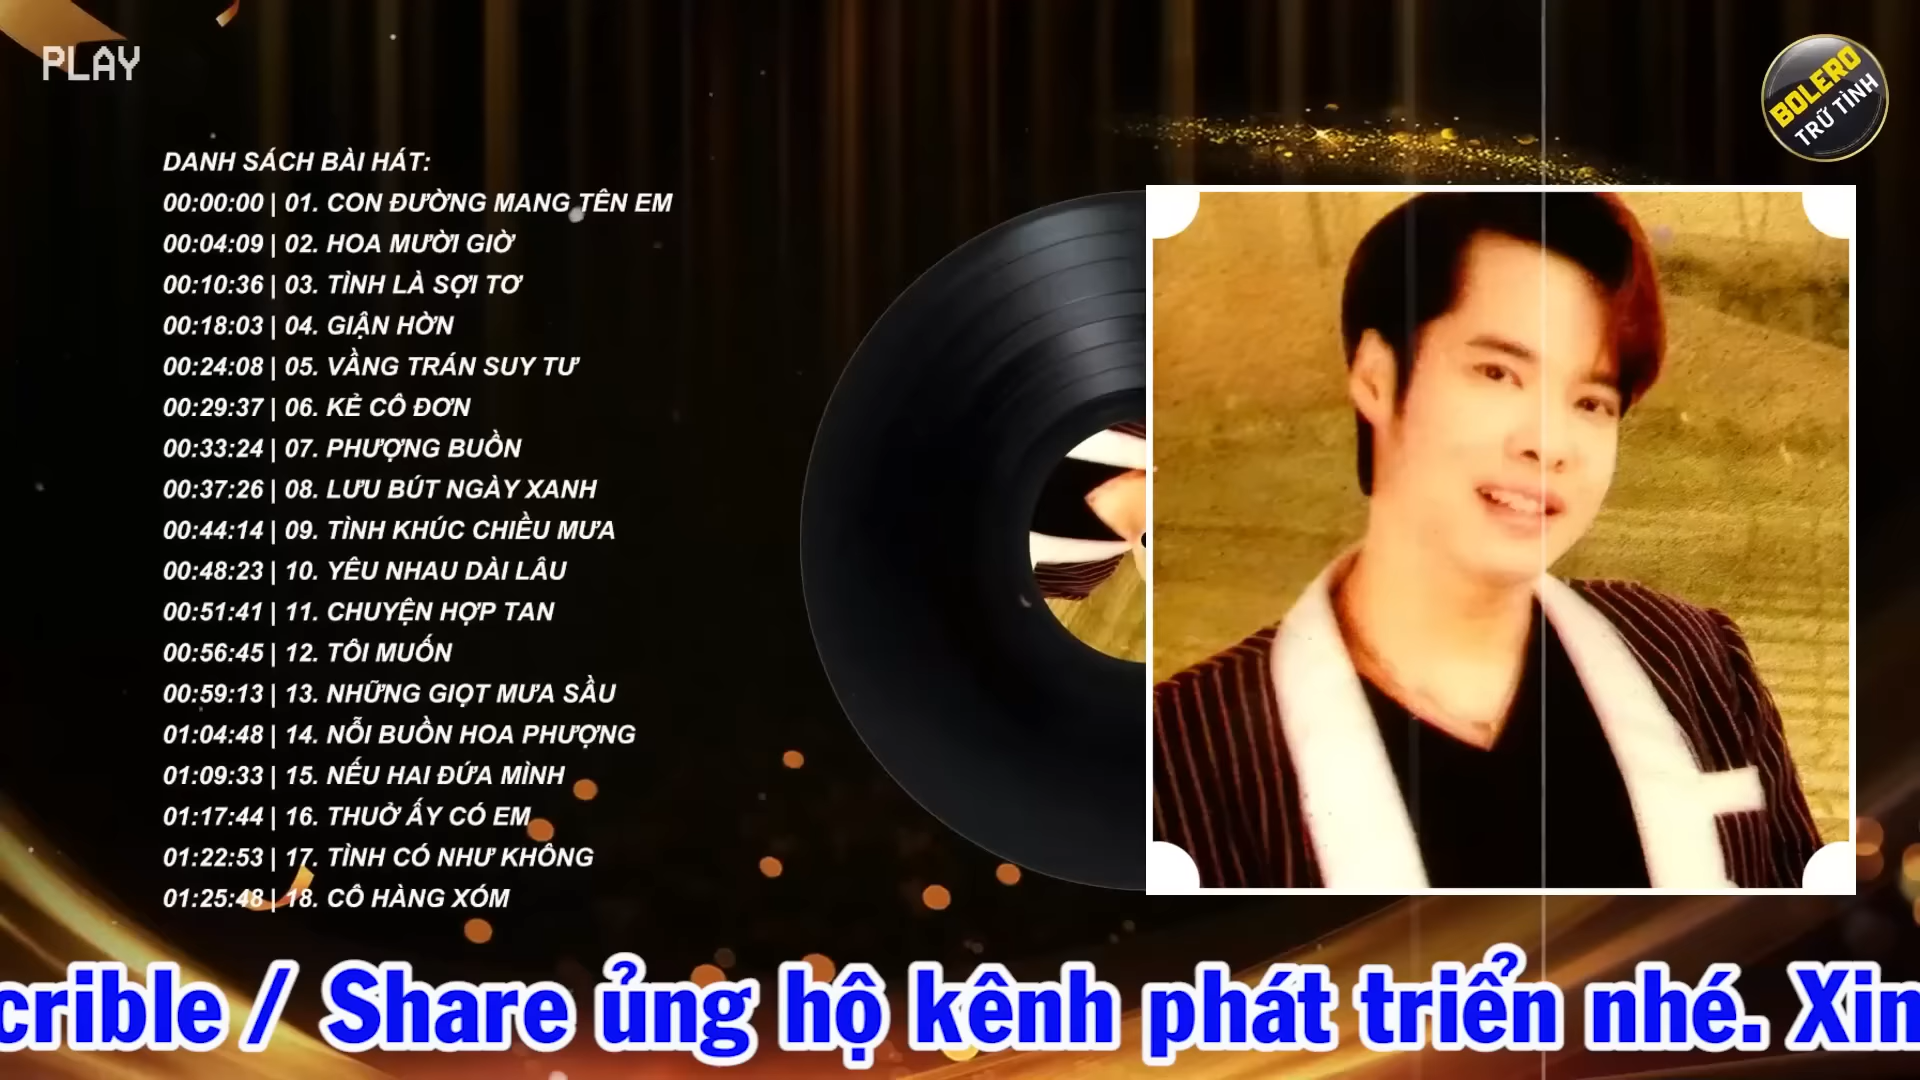 PLAY
BOLERO
TRỮ TÌNH
DANH SÁCH BÀI HÁT:
00:00:00 | 01. CON ĐƯỜNG MANG TÊN EM
00:04:09 | 02. HOA MƯỜI GIỜ
00:10:36 | 03. TÌNH LÀ SỢI TƠ
00:18:03 | 04. GIẬN HỜN
00:24:08 | 05. VẦNG TRÁN SUY TƯ
00:29:37 | 06. KẺ CÔ ĐƠN
00:33:24 | 07. PHƯỢNG BUỒN
00:37:26 | 08. LƯU BÚT NGÀY XANH
00:44:14 | 09. TÌNH KHÚC CHIỀU MƯA
00:48:23 | 10. YÊU NHAU DÀI LÂU
00:51:41 | 11. CHUYỆN HỢP TAN
00:56:45 | 12. TÔI MUỐN
00:59:13 | 13. NHỮNG GIỌT MƯA SẦU
01:04:48 | 14. NỖI BUỒN HOA PHƯỢNG
01:09:33 | 15. NẾU HAI ĐỨA MÌNH
01:17:44 | 16. THUỞ ẤY CÓ EM
01:22:53 | 17. TÌNH CÓ NHƯ KHÔNG
01:25:48 | 18. CÔ HÀNG XÓM
crible / Share ủng hộ kênh phát triển nhé. Xin